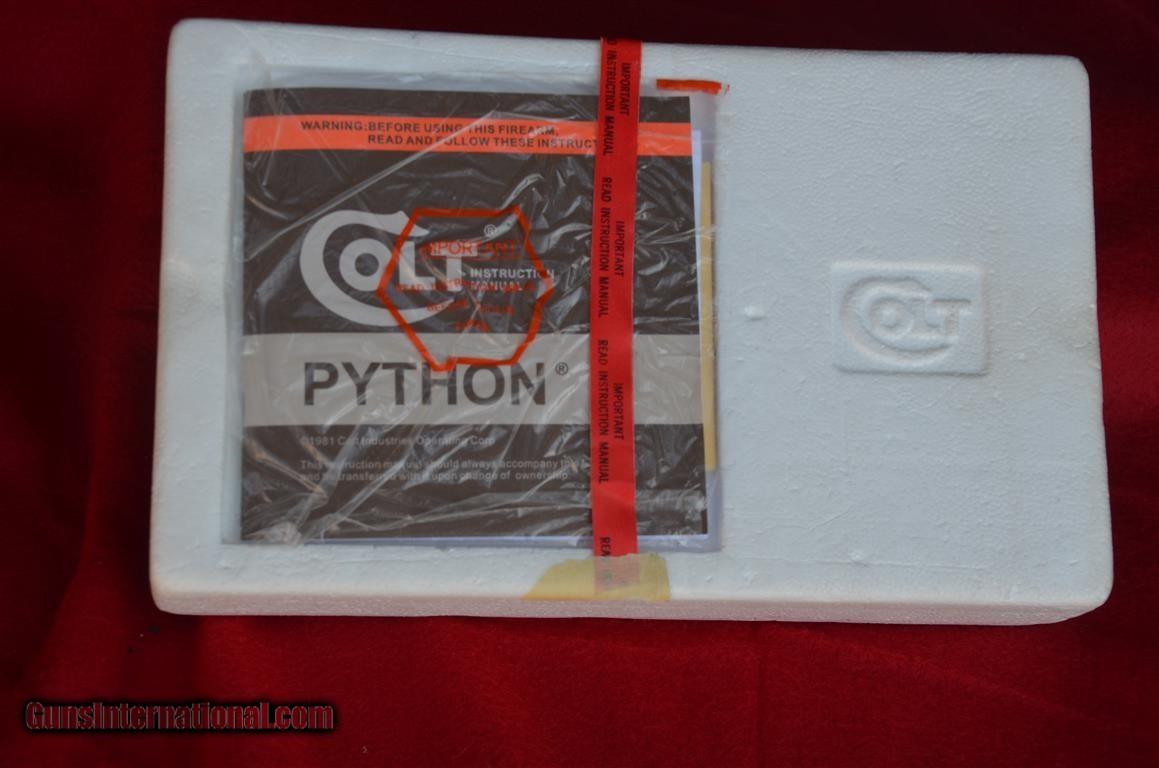 WARNING:BEFORE USING THIS FIREARM,
READ AND FOLLOW THESE INSTRUCT
COLT ®
INSTRUCTION
MANUAL
IMPORTANT
PYTHON ®
©1981 Colt Industries Operating Corp
This instruction manual should always accompany
and be transferred with it upon change of ownership.
IMPORTANT
READ INSTRUCTION MANUAL
IMPORTANT
READ INSTRUCTION MANUAL
IMPORTANT
READ INSTRUCTION MANUAL
COLT
GunsInternational.com